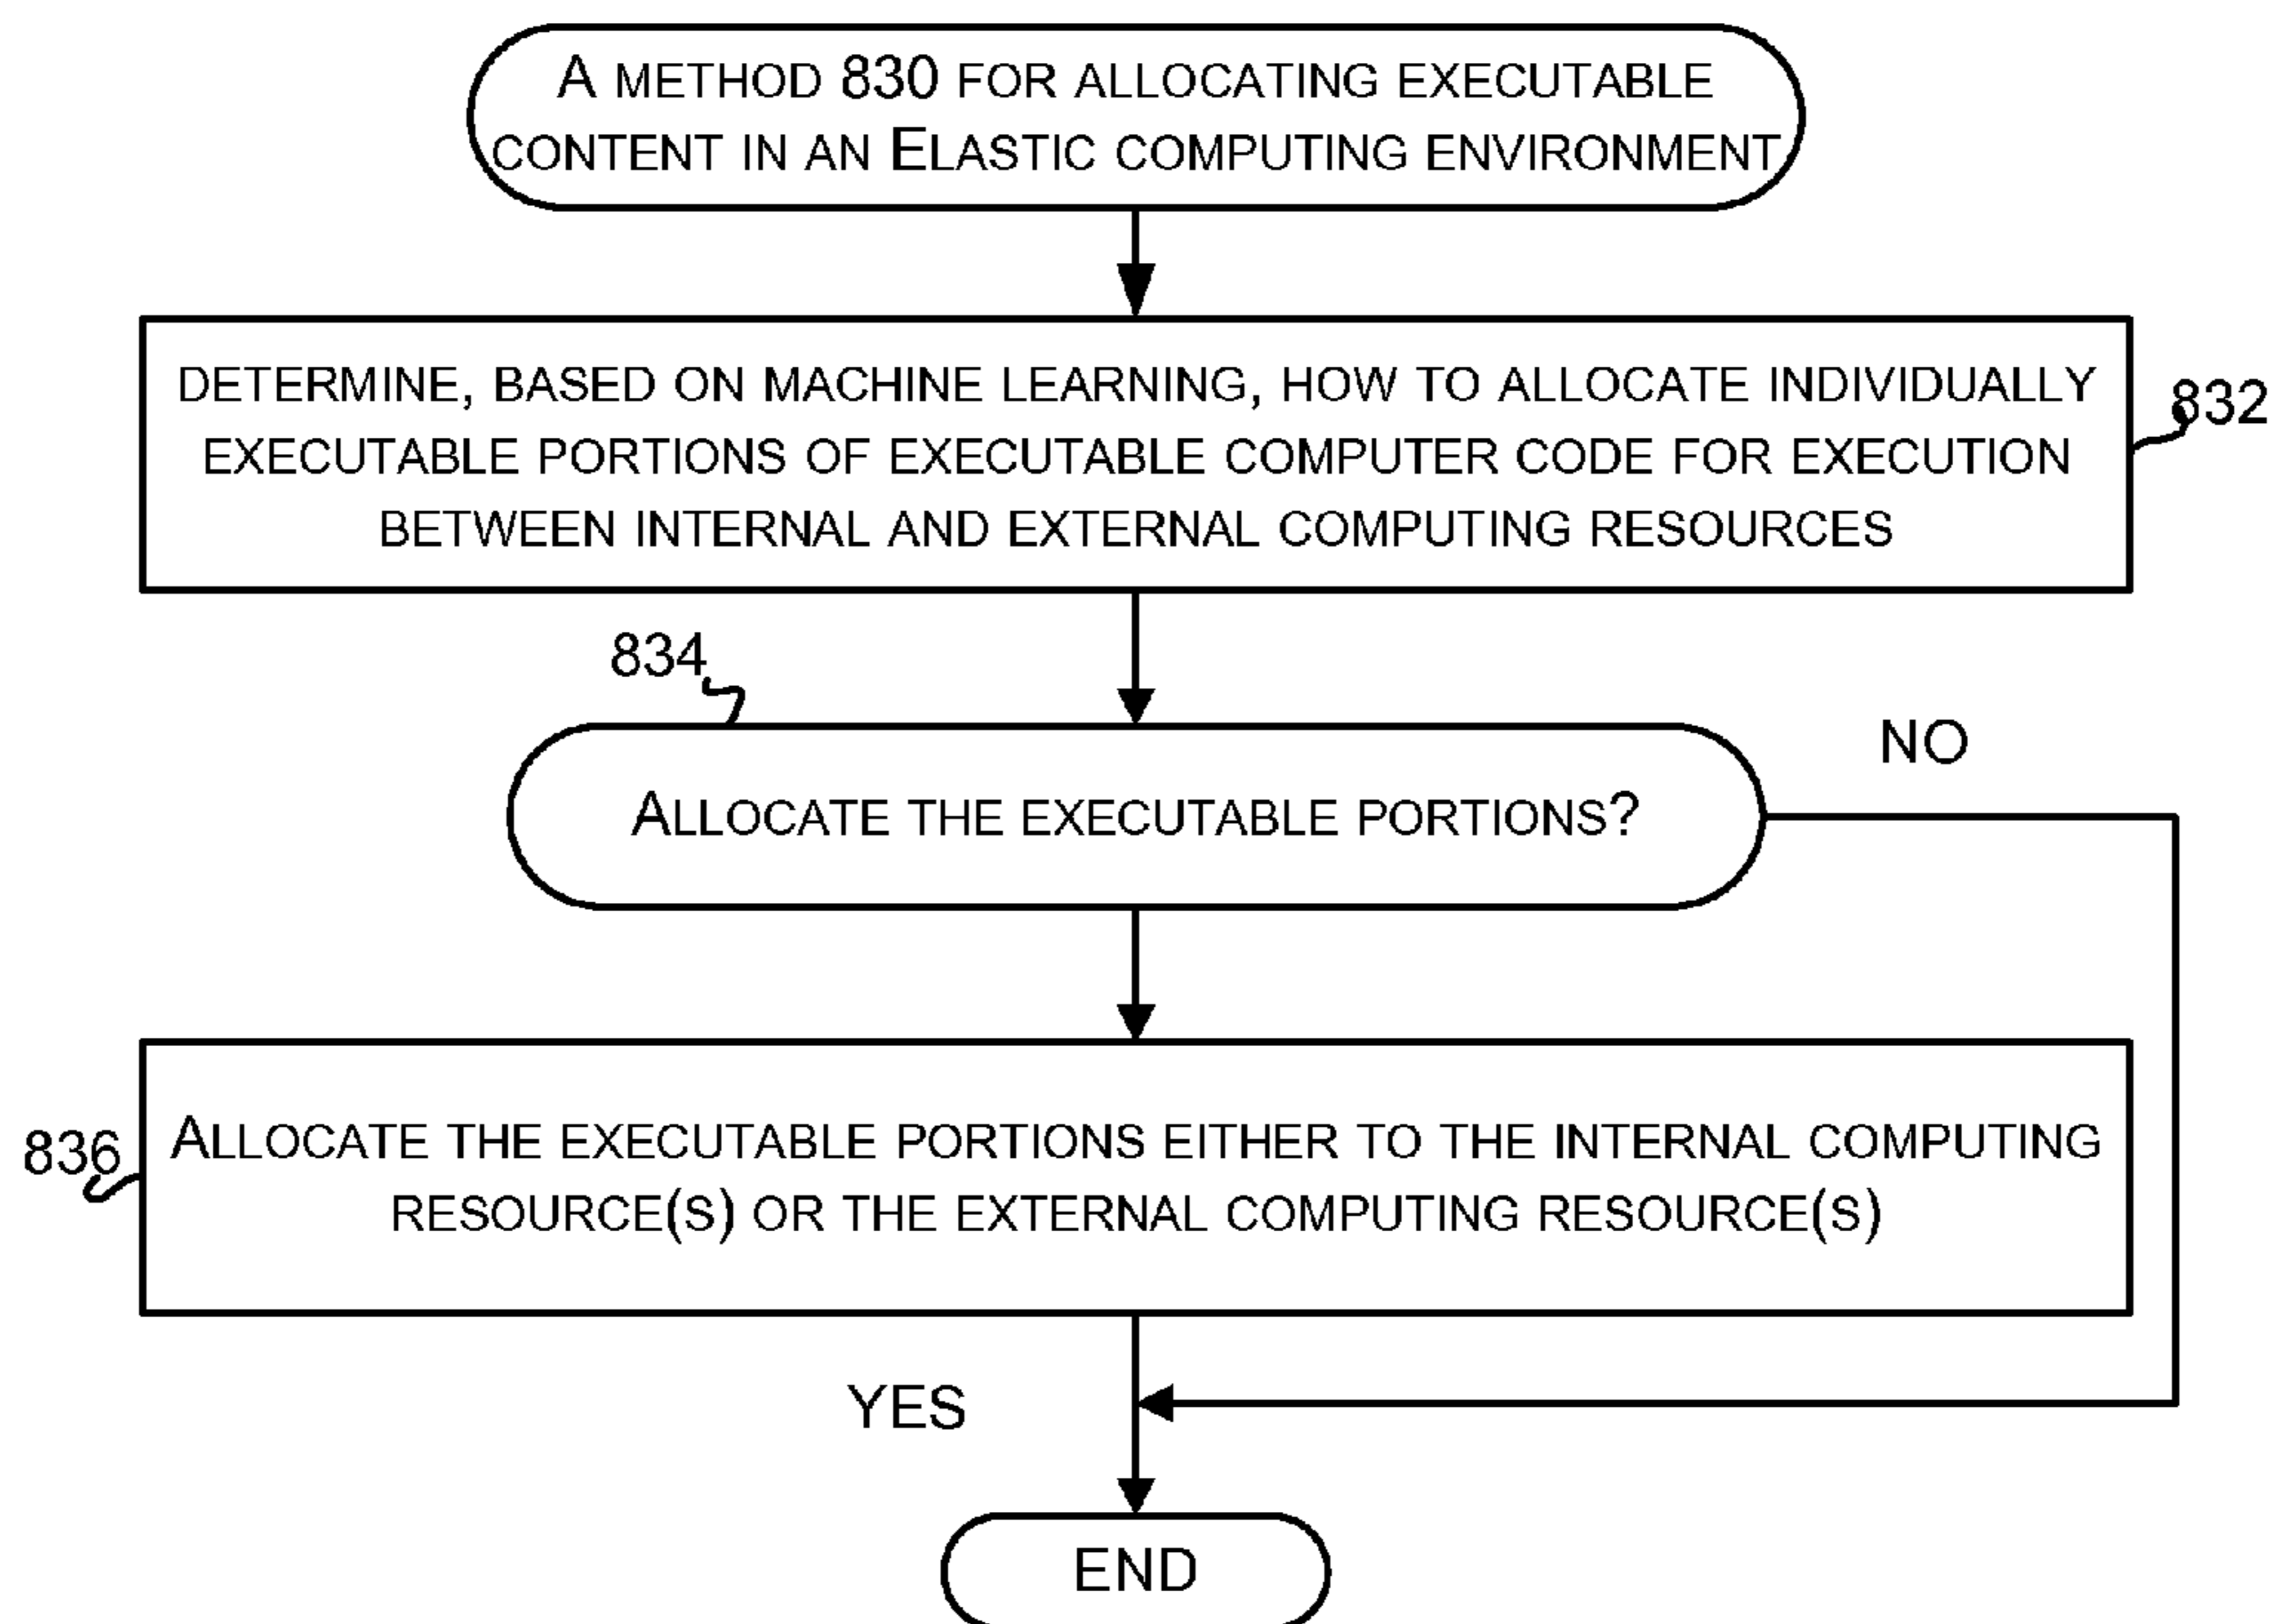 A METHOD 830 FOR ALLOCATING EXECUTABLE
CONTENT IN AN ELASTIC COMPUTING ENVIRONMENT
DETERMINE, BASED ON MACHINE LEARNING, HOW TO ALLOCATE INDIVIDUALLY
EXECUTABLE PORTIONS OF EXECUTABLE COMPUTER CODE FOR EXECUTION
BETWEEN INTERNAL AND EXTERNAL COMPUTING RESOURCES
832
834
NO
ALLOCATE THE EXECUTABLE PORTIONS?
836
ALLOCATE THE EXECUTABLE PORTIONS EITHER TO THE INTERNAL COMPUTING
RESOURCE(S) OR THE EXTERNAL COMPUTING RESOURCE(S)
YES
END